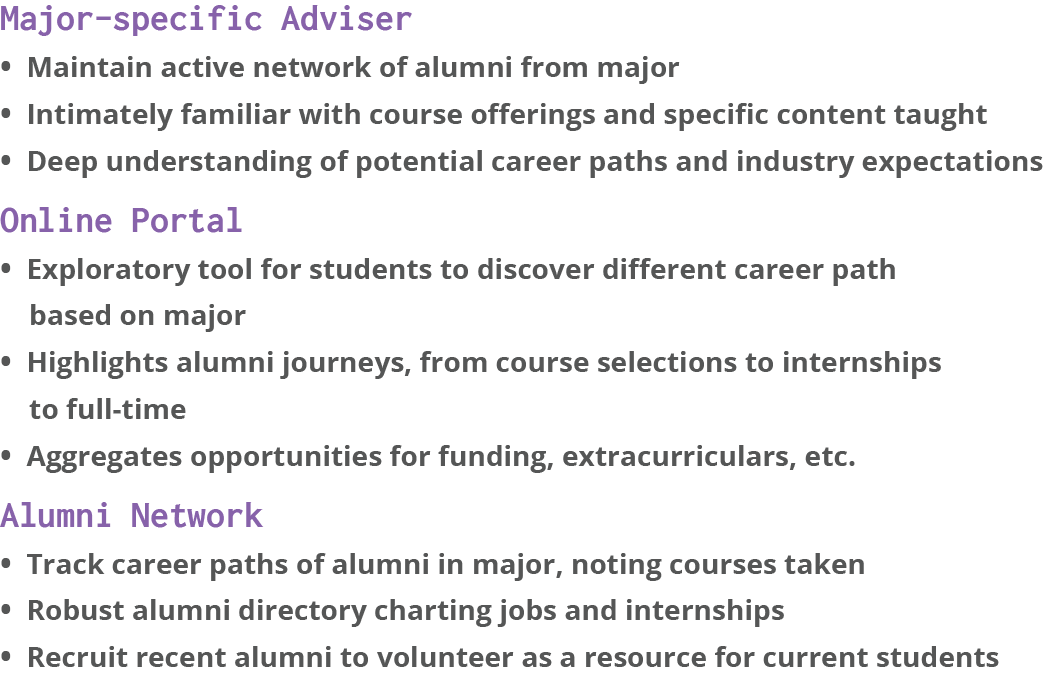 Major-specific Adviser
• Maintain active network of alumni from major
• Intimately familiar with course offerings and specific content taught
• Deep understanding of potential career paths and industry expectations
Online Portal
• Exploratory tool for students to discover different career path
based on major
• Highlights alumni journeys, from course selections to internships
to full-time
• Aggregates opportunities for funding, extracurriculars, etc.
Alumni Network
• Track career paths of alumni in major, noting courses taken
• Robust alumni directory charting jobs and internships
• Recruit recent alumni to volunteer as a resource for current students